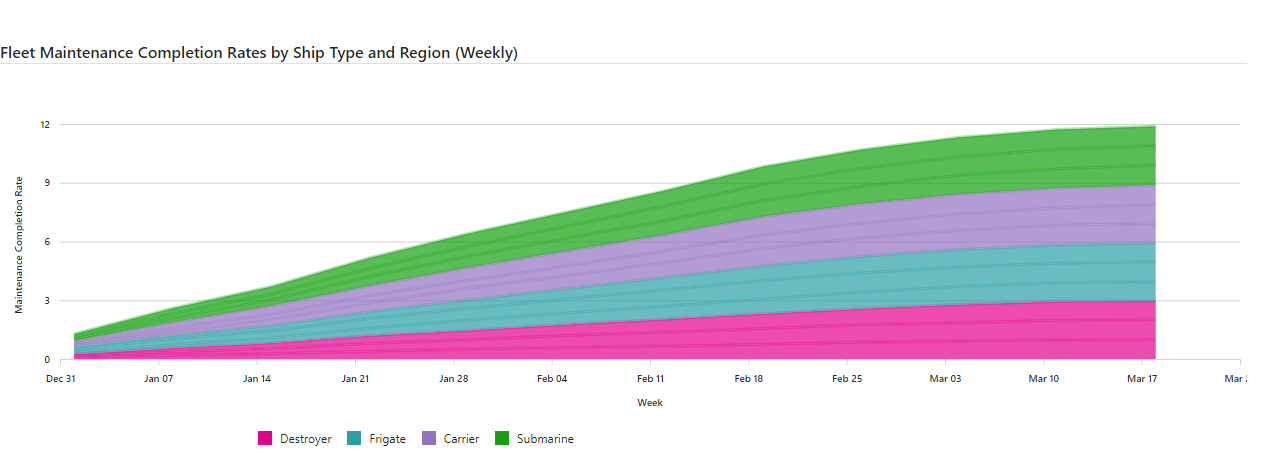 Fleet Maintenance Completion Rates by Ship Type and Region (Weekly)
12
9
6
3
0
Maintenance Completion Rate
Dec 31 Jan 07 Jan 14 Jan 21 Jan 28 Feb 04 Feb 11 Feb 18 Feb 25 Mar 03 Mar 10 Mar 17 Mar
Week
Destroyer Frigate Carrier Submarine